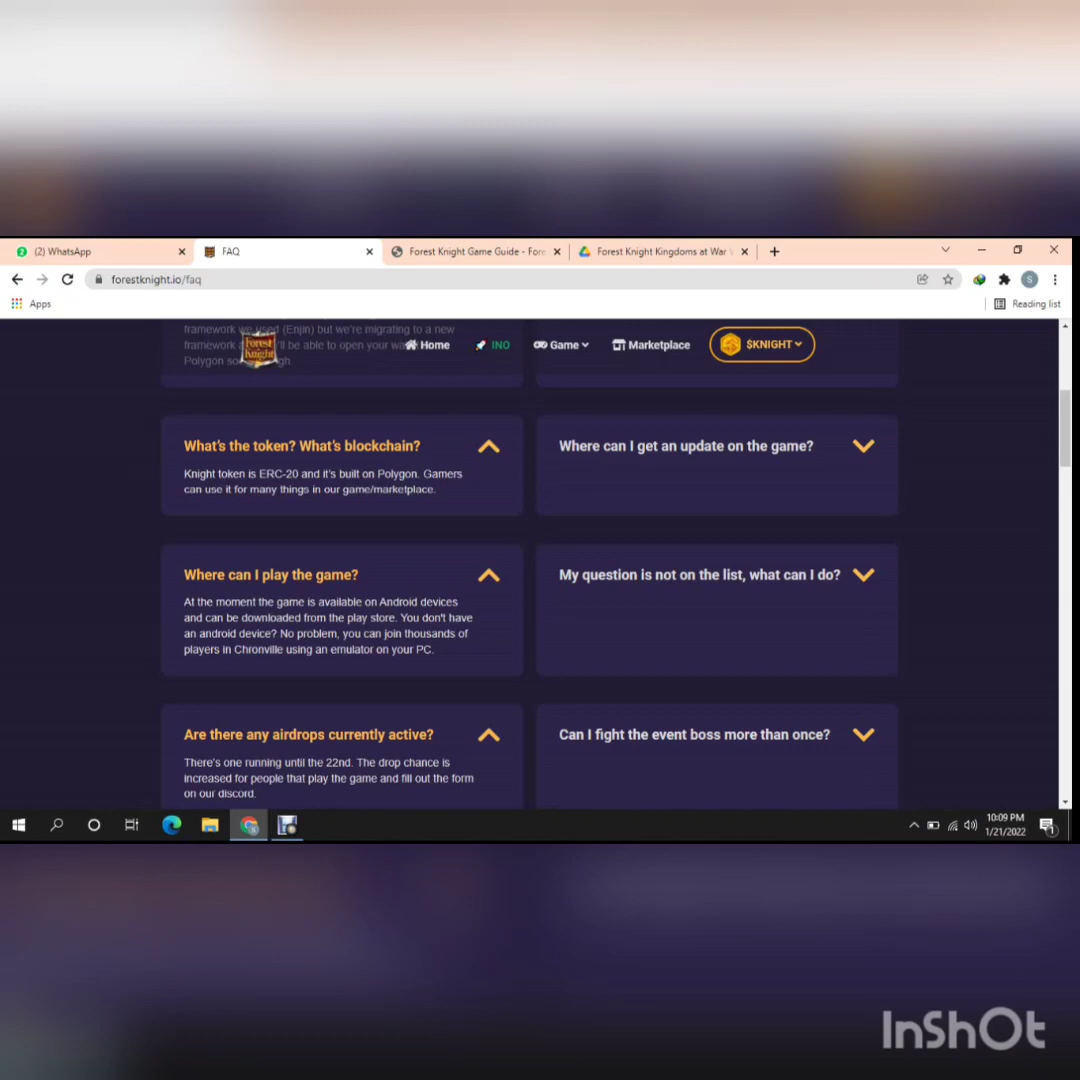 (2) WhatsApp
FAQ
Forest Knight Game Guide - Fore
Forest Knight Kingdoms at War
forestknight.io/faq
Apps
Reading list
framework we used (Enjin) but we're migrating to a new
framework
be able to open your
Polygon
Forest Knight
Home
INO
Game
Marketplace
$KNIGHT
What's the token? What's blockchain?
Knight token is ERC-20 and it's built on Polygon. Gamers
can use it for many things in our game/marketplace.
Where can I get an update on the game?
Where can I play the game?
At the moment the game is available on Android devices
and can be downloaded from the play store. You don't have
an android device? No problem, you can join thousands of
players in Chronville using an emulator on your PC.
My question is not on the list, what can I do?
Are there any airdrops currently active?
There's one running until the 22nd. The drop chance is
increased for people that play the game and fill out the form
on our discord.
Can I fight the event boss more than once?
10:09 PM
1/21/2022
InShOt